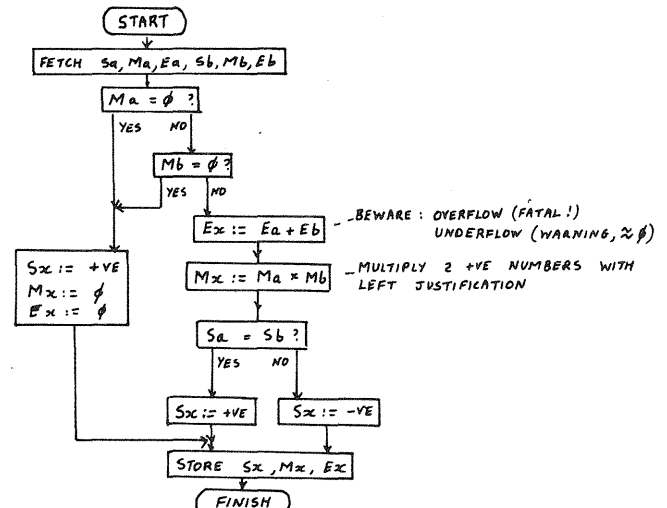 START
FETCH Sa, Ma, Ea, Sb, Mb, Eb
Ma = ϕ ?
YES NO
Mb = ϕ ?
YES NO
Ex := Ea + Eb
BEWARE : OVERFLOW (FATAL !)
UNDERFLOW (WARNING, ≈ ϕ)
Sx := +VE
Mx := ϕ
Ex := ϕ
Mx := Ma * Mb
MULTIPLY 2 +VE NUMBERS WITH
LEFT JUSTIFICATION
Sa = Sb ?
YES NO
Sx := +VE
Sx := -VE
STORE Sx , Mx , Ex
FINISH